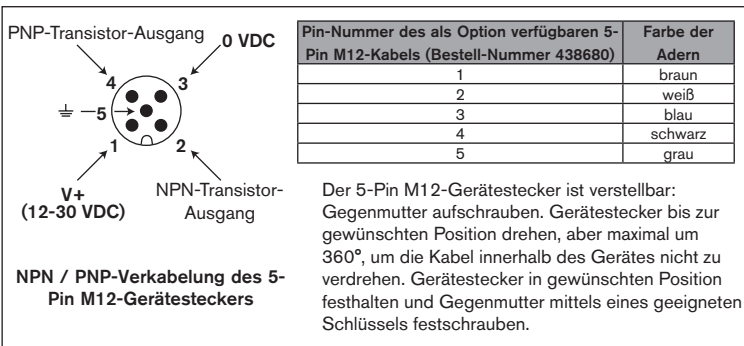 PNP-Transistor-Ausgang
0 VDC
4
3
5
1
2
V+
(12-30 VDC)
NPN-Transistor-
Ausgang
NPN / PNP-Verkabelung des 5-
Pin M12-Gerätesteckers
Pin-Nummer des als Option verfügbaren 5-
Pin M12-Kabels (Bestell-Nummer 438680)
Farbe der
Adern
1 braun
2 weiß
3 blau
4 schwarz
5 grau
Der 5-Pin M12-Gerätestecker ist verstellbar:
Gegenmutter aufschrauben. Gerätestecker bis zur
gewünschten Position drehen, aber maximal um
360°, um die Kabel innerhalb des Gerätes nicht zu
verdrehen. Gerätestecker in gewünschten Position
festhalten und Gegenmutter mittels eines geeigneten
Schlüssels festschrauben.